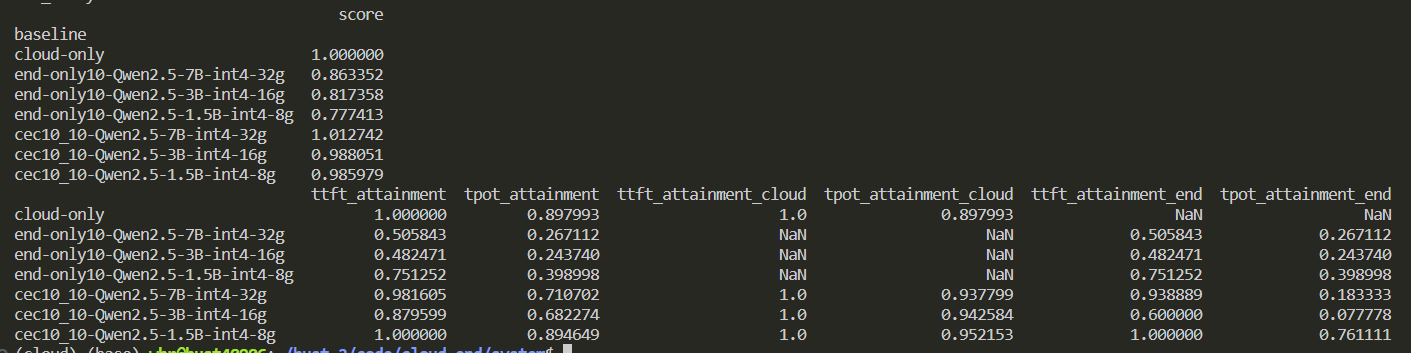 score
baseline
cloud-only 1.000000
end-only10-Qwen2.5-7B-int4-32g 0.863352
end-only10-Qwen2.5-3B-int4-16g 0.817358
end-only10-Qwen2.5-1.5B-int4-8g 0.777413
cec10_10-Qwen2.5-7B-int4-32g 1.012742
cec10_10-Qwen2.5-3B-int4-16g 0.988051
cec10_10-Qwen2.5-1.5B-int4-8g 0.985979
ttft_attainment tpot_attainment ttft_attainment_cloud tpot_attainment_cloud ttft_attainment_end tpot_attainment_end
cloud-only 1.000000 0.897993 1.0 0.897993 NaN NaN
end-only10-Qwen2.5-7B-int4-32g 0.505843 0.267112 NaN NaN 0.505843 0.267112
end-only10-Qwen2.5-3B-int4-16g 0.482471 0.243740 NaN NaN 0.482471 0.243740
end-only10-Qwen2.5-1.5B-int4-8g 0.751252 0.398998 NaN NaN 0.751252 0.398998
cec10_10-Qwen2.5-7B-int4-32g 0.981605 0.710702 1.0 0.937799 0.938889 0.183333
cec10_10-Qwen2.5-3B-int4-16g 0.879599 0.682274 1.0 0.942584 0.600000 0.077778
cec10_10-Qwen2.5-1.5B-int4-8g 1.000000 0.894649 1.0 0.952153 1.000000 0.761111